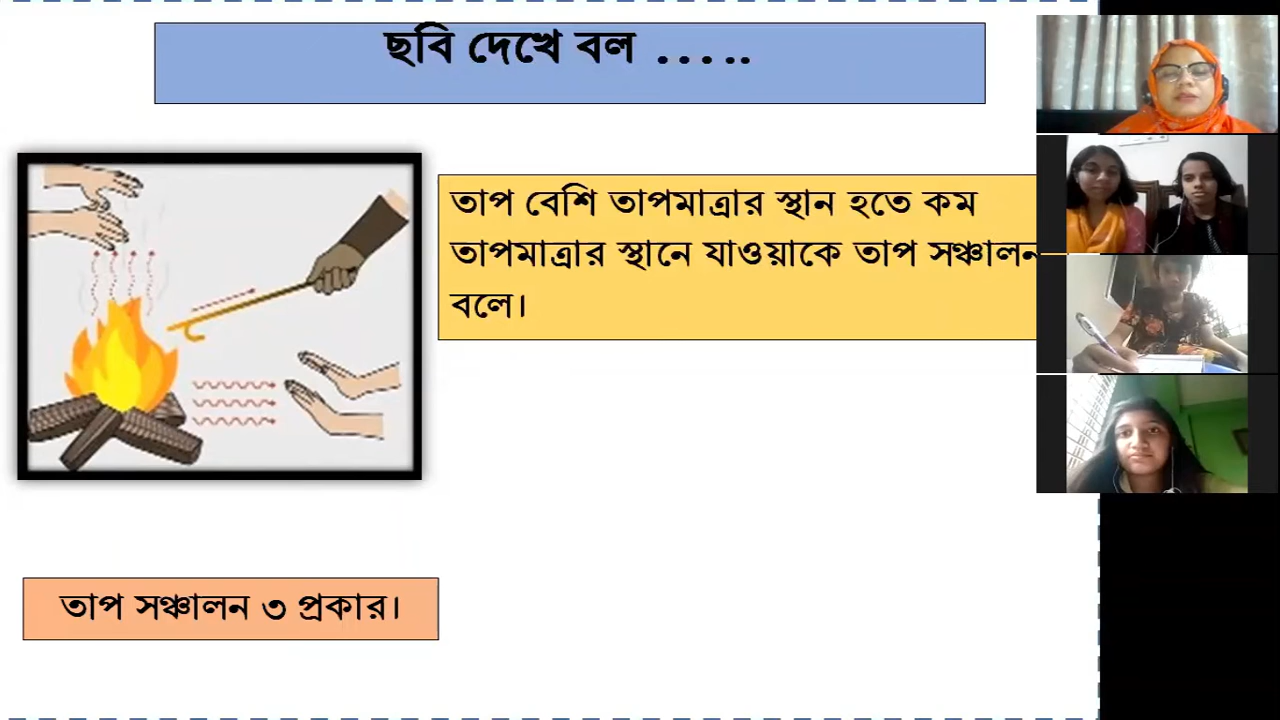 ছবি দেখে বল …..
তাপ বেশি তাপমাত্রার স্থান হতে কম
তাপমাত্রার স্থানে যাওয়াকে তাপ সঞ্চালন
বলে।
তাপ সঞ্চালন ৩ প্রকার।